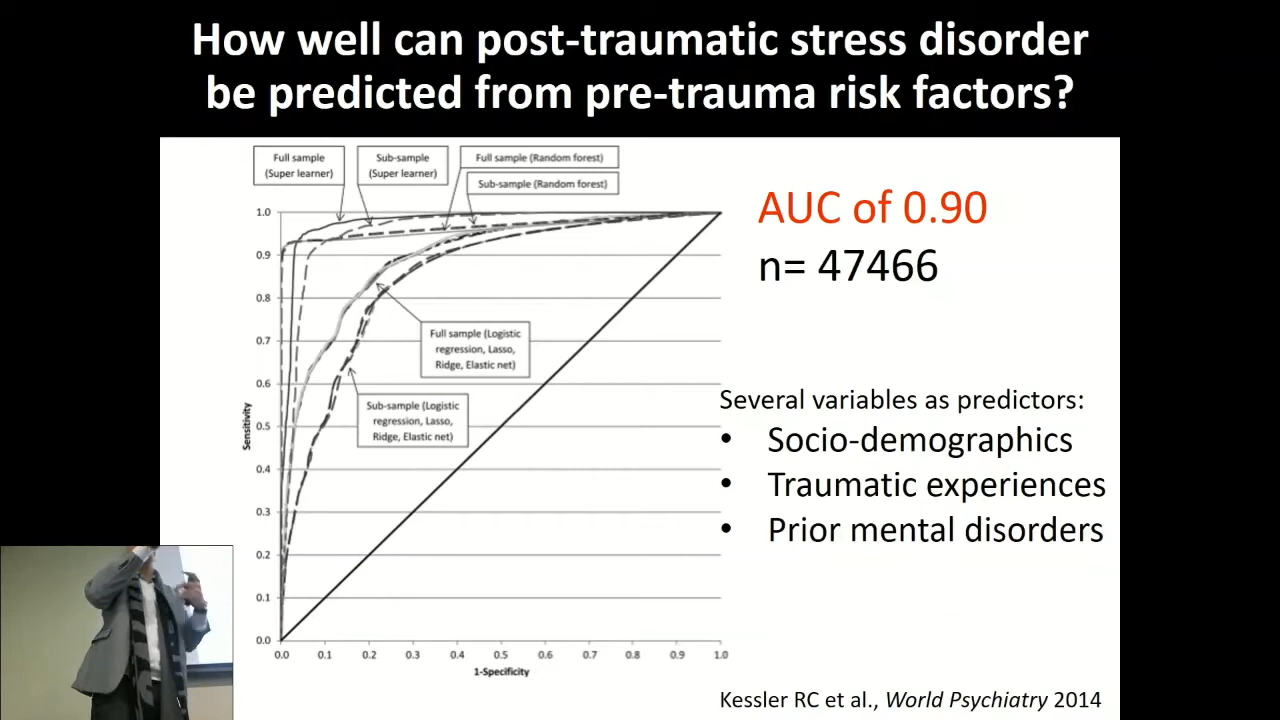 How well can post-traumatic stress disorder
be predicted from pre-trauma risk factors?
Full sample
(Super learner)
Sub-sample
(Super learner)
Full sample (Random forest)
Sub-sample (Random forest)
AUC of 0.90
n= 47466
1.0
0.9
0.8
0.7
0.6
0.5
0.4
0.3
0.2
0.1
0.0
Sensitivity
Full sample (Logistic
regression, Lasso,
Ridge, Elastic net)
Sub-sample (Logistic
regression, Lasso,
Ridge, Elastic net)
0.0 0.1 0.2 0.3 0.4 0.5 0.6 0.7 0.8 0.9 1.0
1-Specificity
Several variables as predictors:
• Socio-demographics
• Traumatic experiences
• Prior mental disorders
Kessler RC et al., World Psychiatry 2014